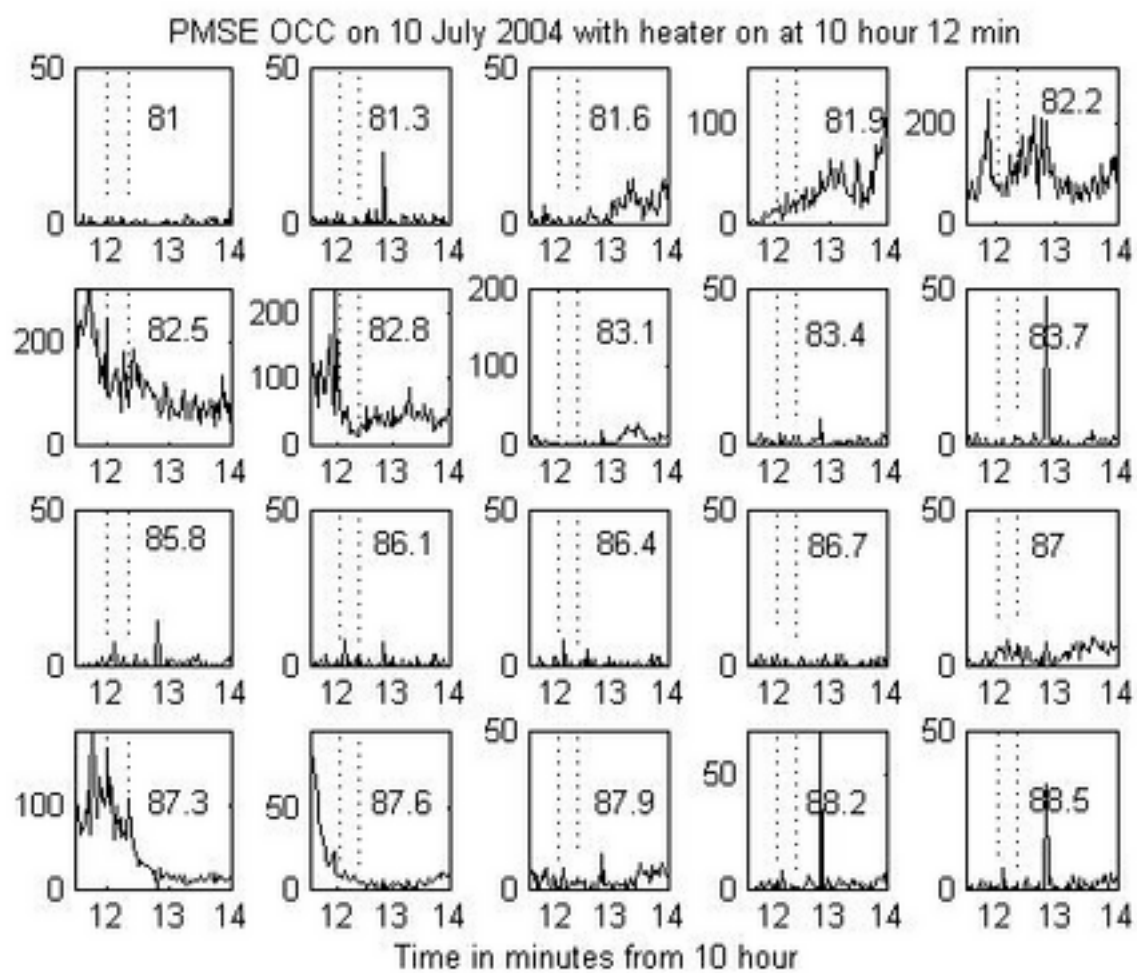 PMSE OCC on 10 July 2004 with heater on at 10 hour 12 min
50 50 50 100 200
81 81.3 81.6 81.9 82.2
0 0 0 0 0
12 13 14 12 13 14 12 13 14 12 13 14 12 13 14
200 200 200 50 50
82.5 82.8 83.1 83.4 83.7
100 100
0 0 0 0 0
12 13 14 12 13 14 12 13 14 12 13 14 12 13 14
50 50 50 50 50
85.8 86.1 86.4 86.7 87
0 0 0 0 0
12 13 14 12 13 14 12 13 14 12 13 14 12 13 14
100 50 50 50 50
87.3 87.6 87.9 88.2 88.5
0 0 0 0 0
12 13 14 12 13 14 12 13 14 12 13 14 12 13 14
Time in minutes from 10 hour